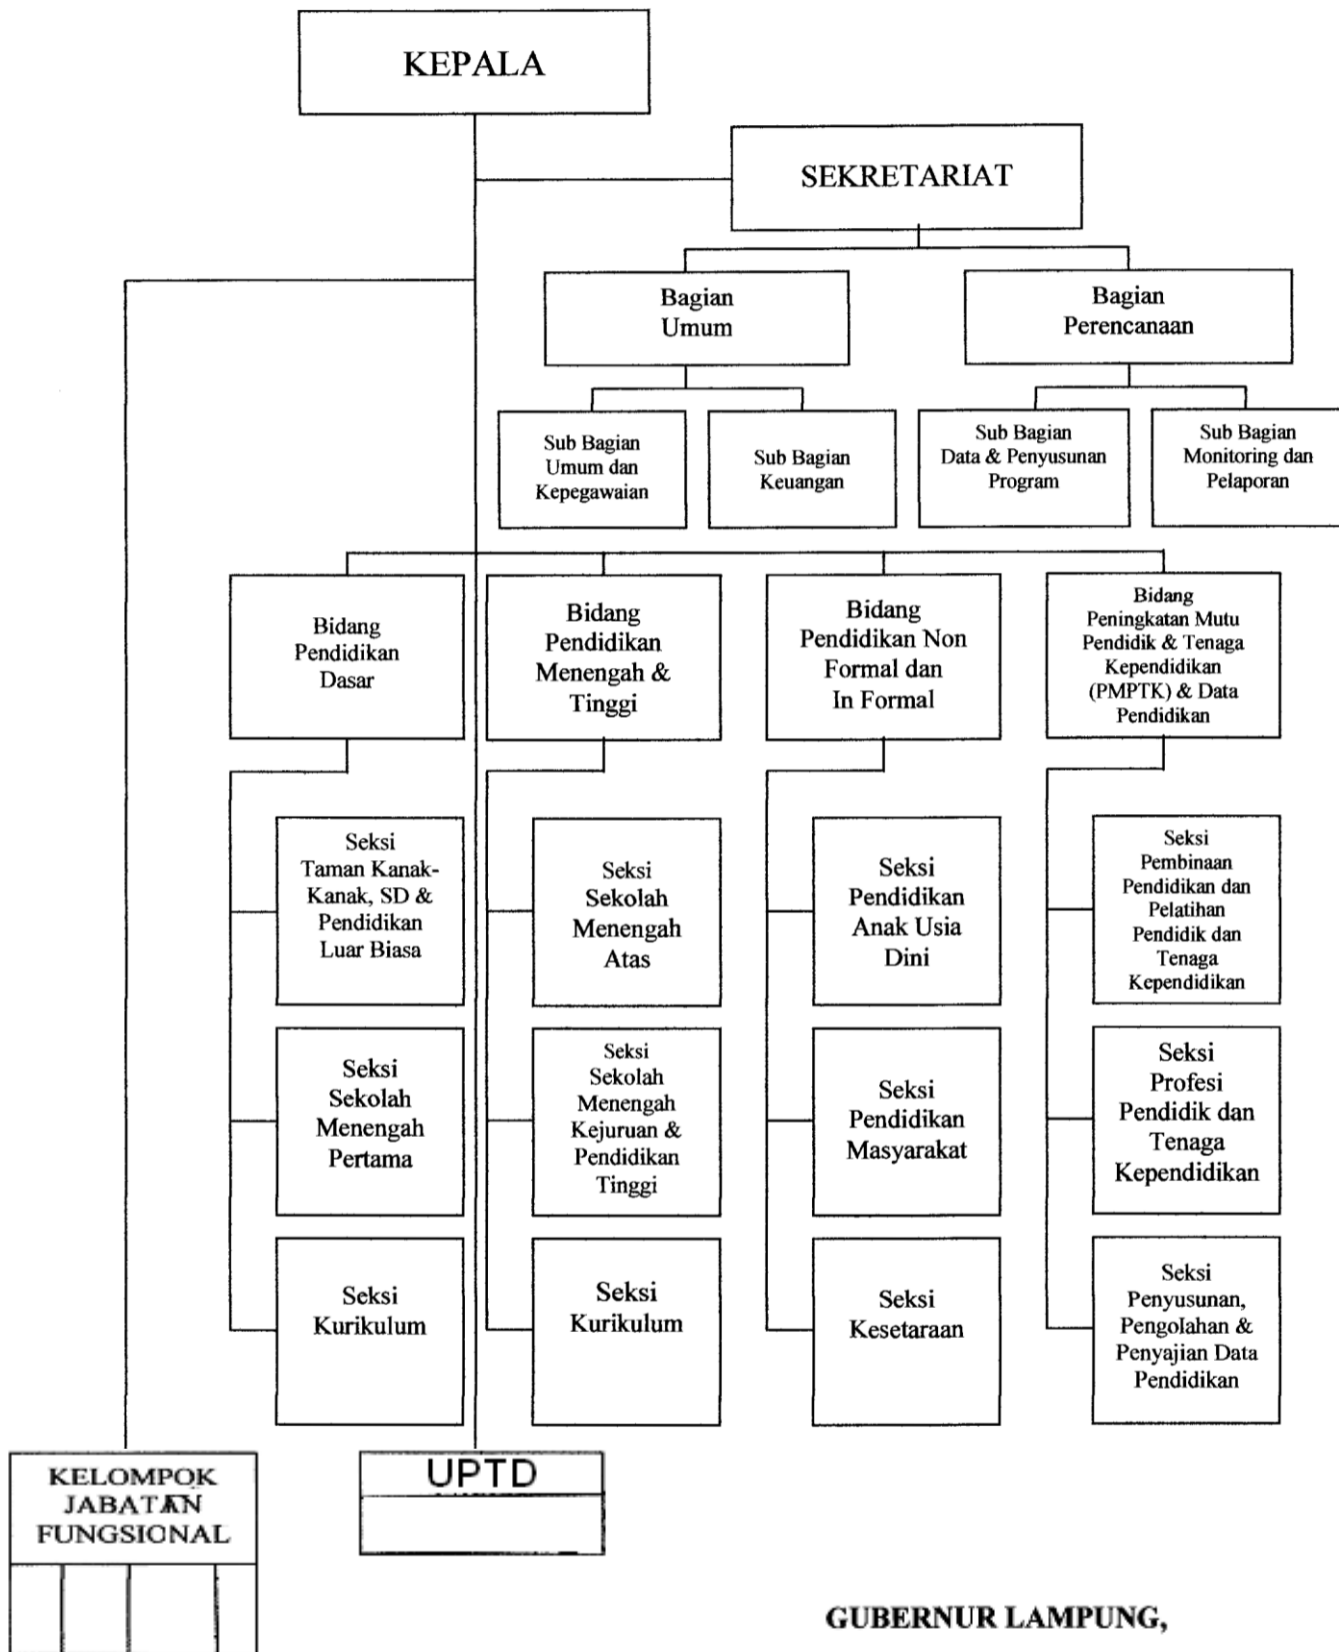 KEPALA
SEKRETARIAT
Bagian
Umum
Bagian
Perencanaan
Sub Bagian
Umum dan
Kepegawaian
Sub Bagian
Keuangan
Sub Bagian
Data & Penyusunan
Program
Sub Bagian
Monitoring dan
Pelaporan
Bidang
Pendidikan
Dasar
Bidang
Pendidikan
Menengah &
Tinggi
Bidang
Pendidikan Non
Formal dan
In Formal
Bidang
Peningkatan Mutu
Pendidik & Tenaga
Kependidikan
(PMPTK) & Data
Pendidikan
Seksi
Taman Kanak-
Kanak, SD &
Pendidikan
Luar Biasa
Seksi
Sekolah
Menengah
Atas
Seksi
Pendidikan
Anak Usia
Dini
Seksi
Pembinaan
Pendidikan dan
Pelatihan
Pendidik dan
Tenaga
Kependidikan
Seksi
Sekolah
Menengah
Pertama
Seksi
Sekolah
Menengah
Kejuruan &
Pendidikan
Tinggi
Seksi
Pendidikan
Masyarakat
Seksi
Profesi
Pendidik dan
Tenaga
Kependidikan
Seksi
Kurikulum
Seksi
Kurikulum
Seksi
Kesetaraan
Seksi
Penyusunan,
Pengolahan &
Penyajian Data
Pendidikan
KELOMPOK
JABATAN
FUNGSIONAL
UPTD
GUBERNUR LAMPUNG,